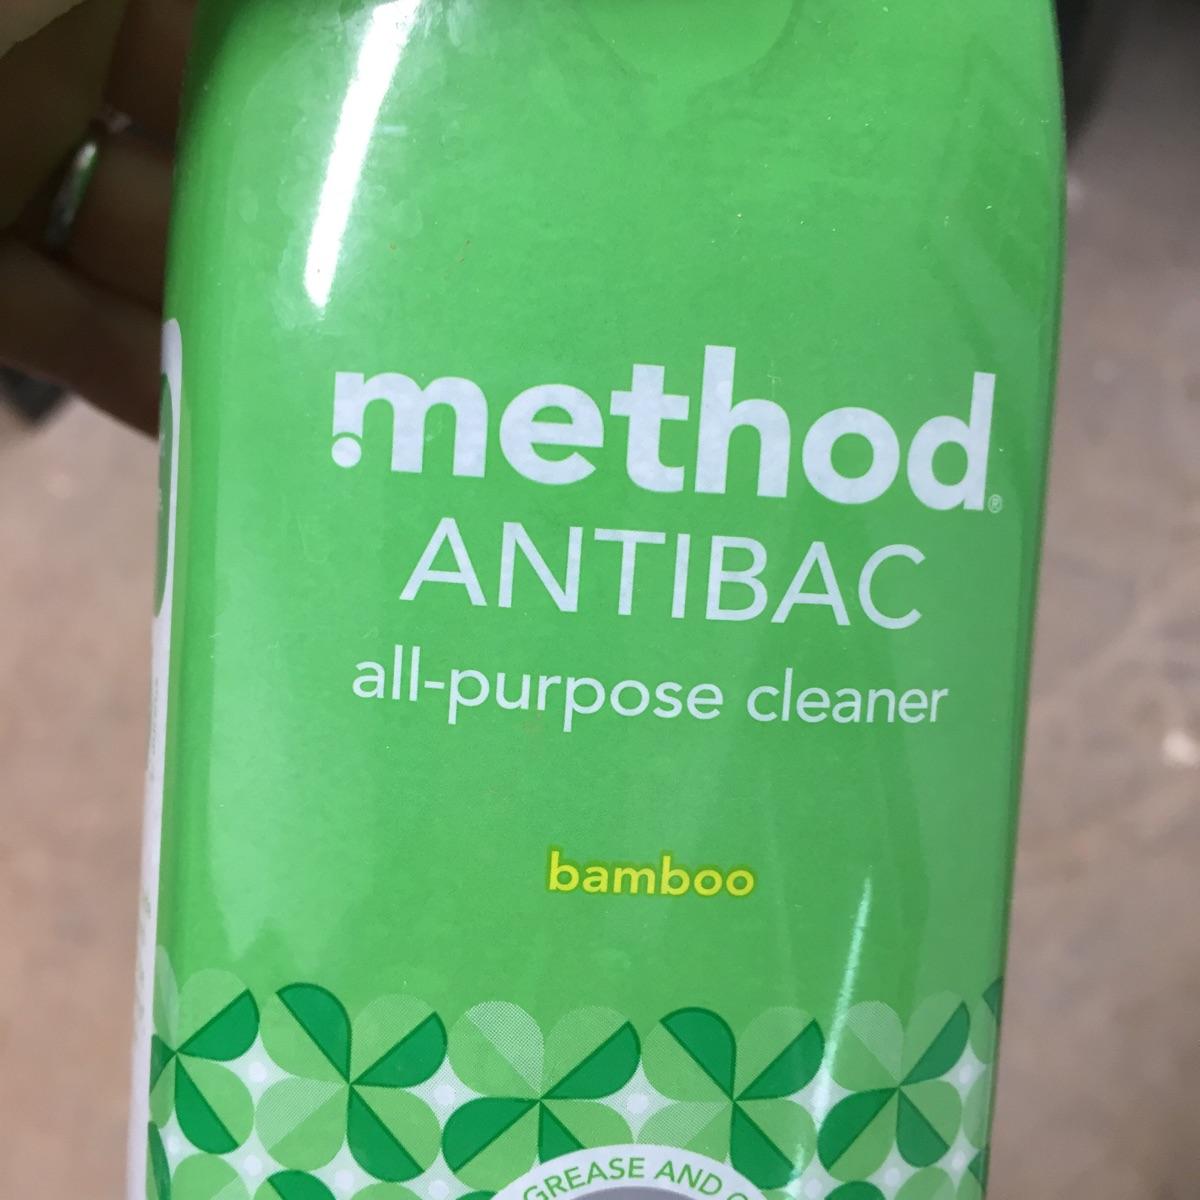 method®
ANTIBAC
all-purpose cleaner
bamboo
GREASE AND